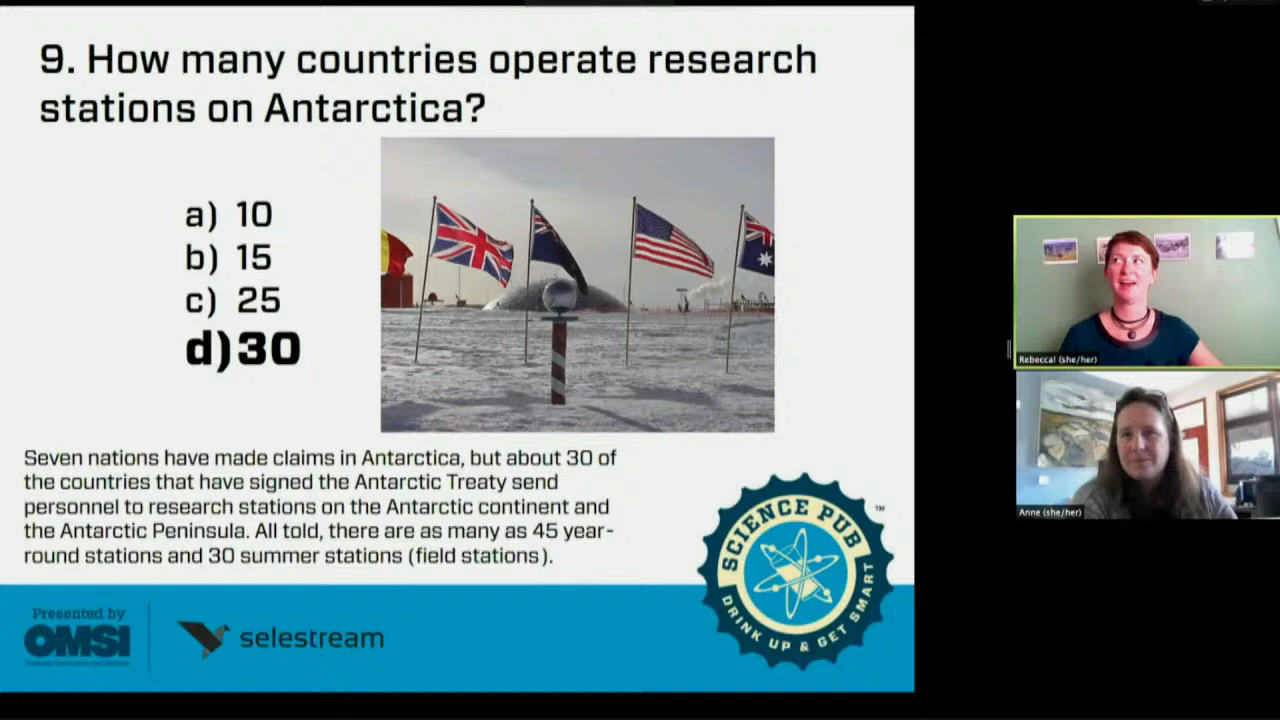 9. How many countries operate research
stations on Antarctica?
a) 10
b) 15
c) 25
d)30
Seven nations have made claims in Antarctica, but about 30 of
the countries that have signed the Antarctic Treaty send
personnel to research stations on the Antarctic continent and
the Antarctic Peninsula. All told, there are as many as 45 year-
round stations and 30 summer stations (field stations).
SCIENCE PUB
TM
DRINK UP & GET SMART
Presented by
OMSI
selestream
Rebecca! (she/her)
Anne (she/her)